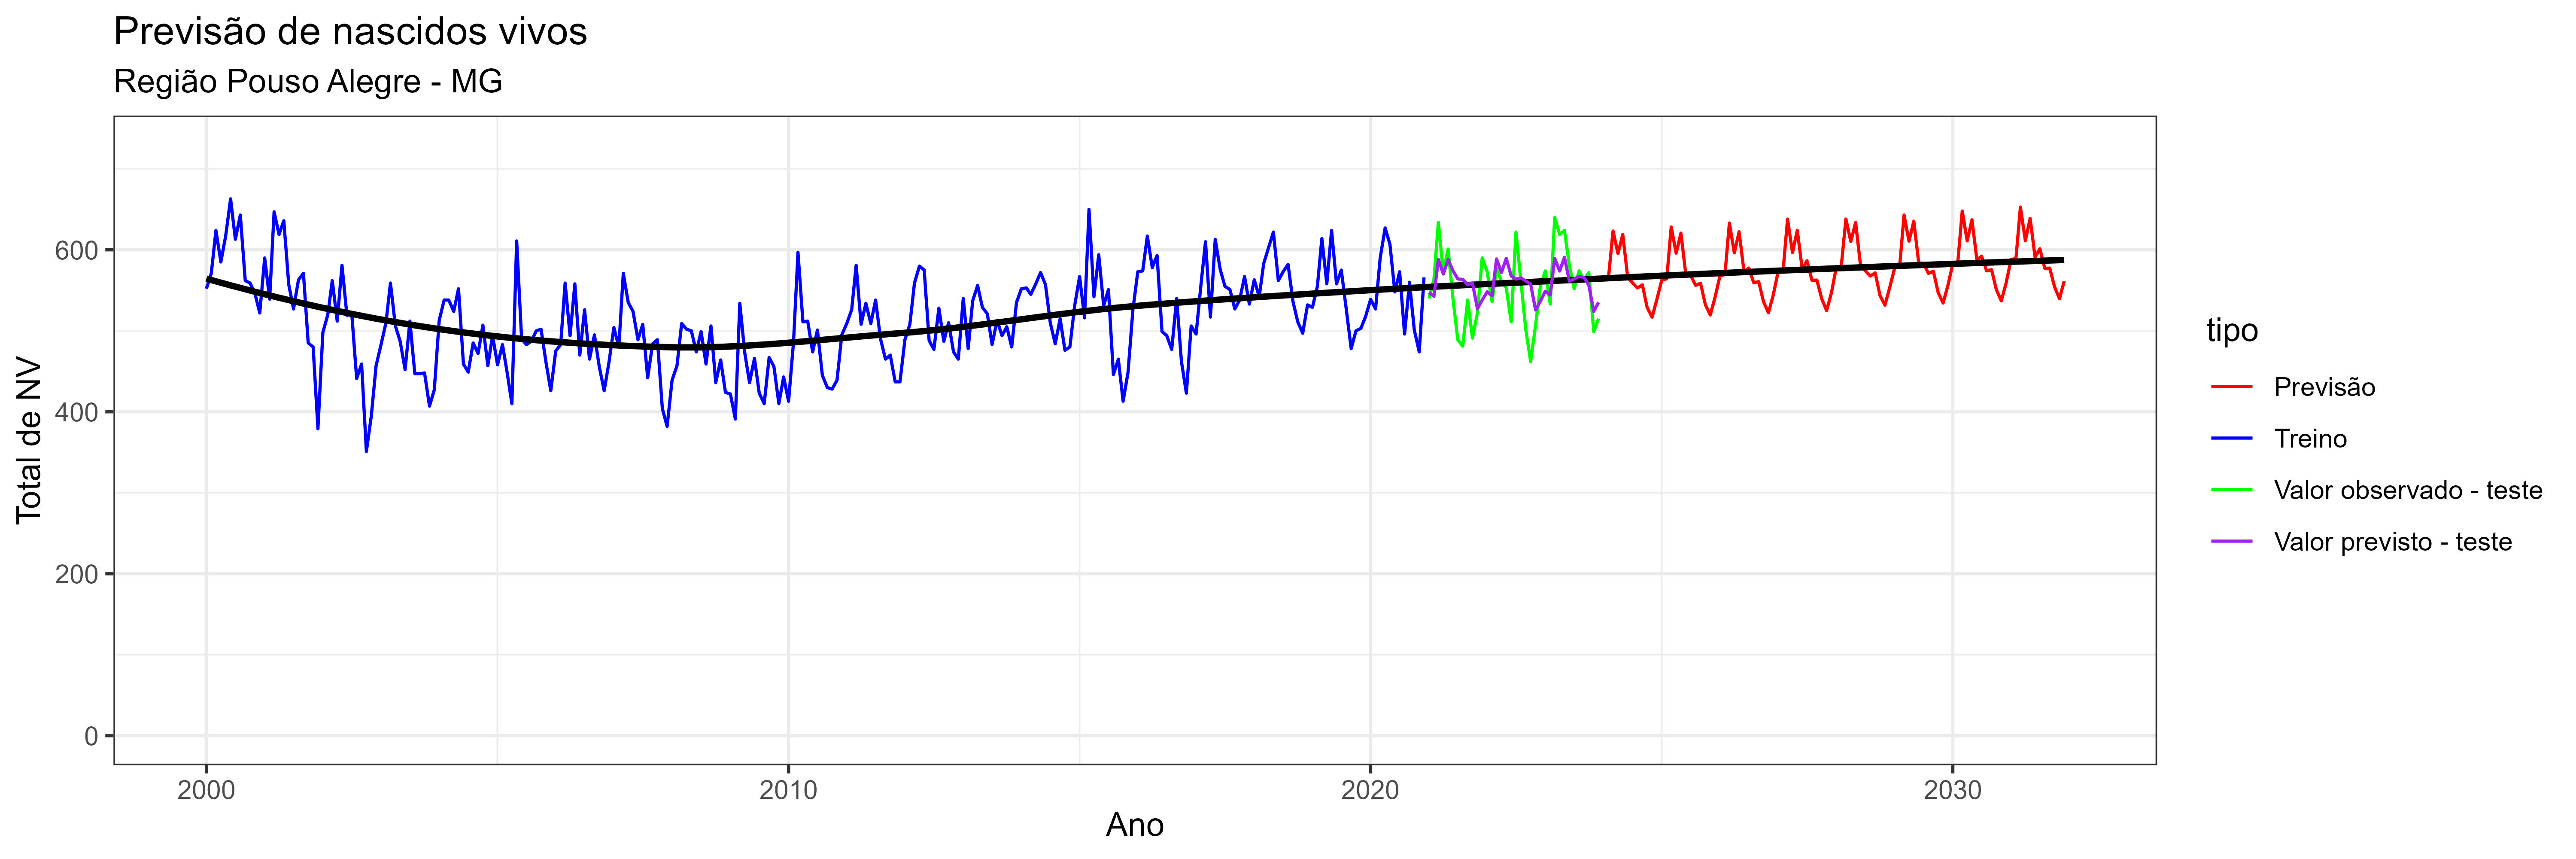 Previsão de nascidos vivos
Região Pouso Alegre - MG
Total de NV
600
400
200
0
2000
2010
2020
2030
Ano
tipo
Previsão
Treino
Valor observado - teste
Valor previsto - teste